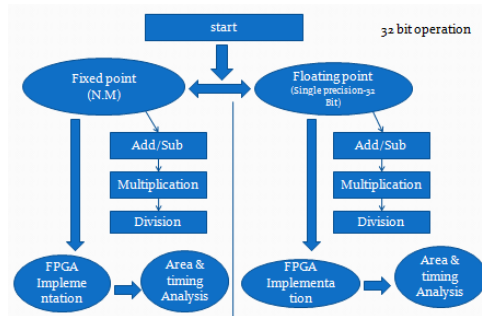 start
32 bit operation
Fixed point
(N.M)
Floating point
(Single precision-32
Bit)
Add/Sub
Multiplication
Division
Add/Sub
Multiplication
Division
FPGA
Impleme
ntation
Area &
timing
Analysis
FPGA
Implementa
tion
Area &
timing
Analysis